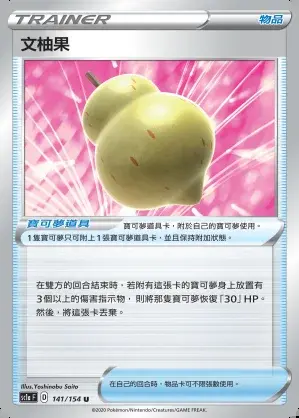 TRAINER
物品
文柚果
寶可夢道具
寶可夢道具卡,附於自己的寶可夢使用。
1隻寶可夢只可附上1張寶可夢道具卡,並且保持附加狀態。
在雙方的回合結束時,若附有這張卡的寶可夢身上放置有
3個以上的傷害指示物,則將那隻寶可夢恢復「30」HP。
然後,將這張卡丟棄。
Illus. Yoshinobu Saito
sc1a F D 141/154 U
在自己的回合時,物品卡可不限張數使用。
©2020 Pokémon/Nintendo/Creatures/GAME FREAK.